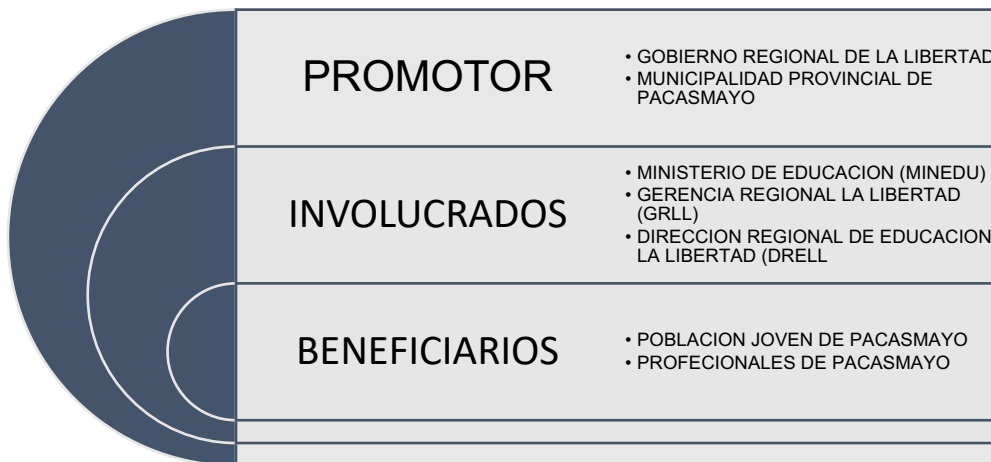 PROMOTOR
• GOBIERNO REGIONAL DE LA LIBERTAD
• MUNICIPALIDAD PROVINCIAL DE
PACASMAYO
INVOLUCRADOS
• MINISTERIO DE EDUCACION (MINEDU)
• GERENCIA REGIONAL LA LIBERTAD
(GRLL)
• DIRECCION REGIONAL DE EDUCACION
LA LIBERTAD (DRELL
BENEFICIARIOS
• POBLACION JOVEN DE PACASMAYO
• PROFECIONALES DE PACASMAYO